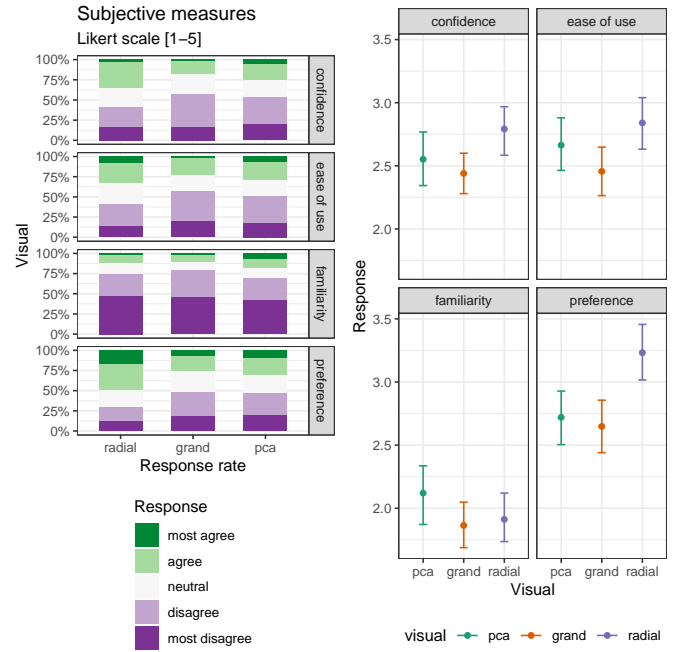 Subjective measures
Likert scale [1–5]
Visual
100%
75%
50%
25%
0%
confidence
100%
75%
50%
25%
0%
ease of use
100%
75%
50%
25%
0%
familiarity
100%
75%
50%
25%
0%
preference
radial grand pca
Response rate
Response
most agree
agree
neutral
disagree
most disagree
confidence ease of use
3.5
3.0
2.5
2.0
Response
familiarity preference
3.5
3.0
2.5
2.0
pca grand radial pca grand radial
Visual
visual pca grand radial